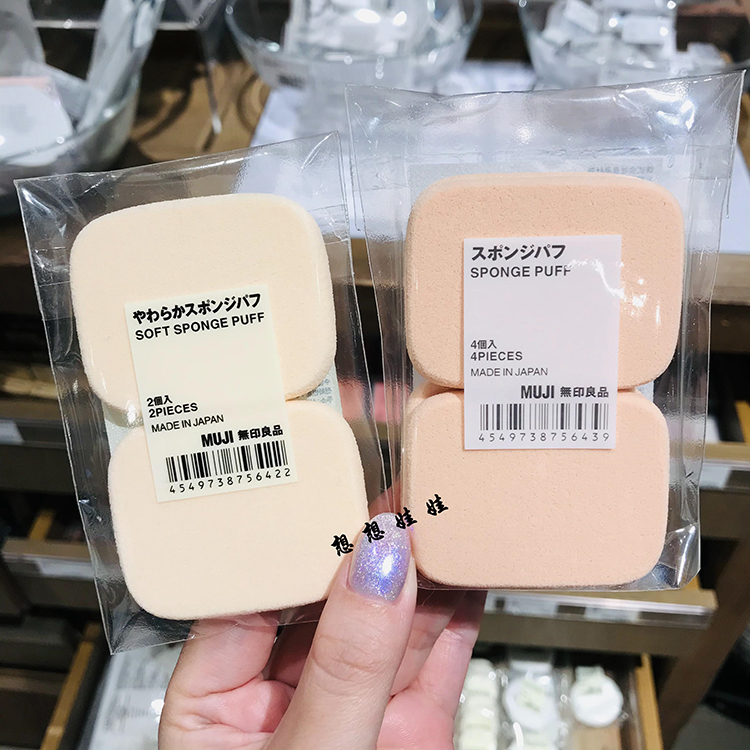 やわらかスポンジパフ
SOFT SPONGE PUFF
2個入
2PIECES
MADE IN JAPAN
MUJI 無印良品
4549738756422
スポンジパフ
SPONGE PUFF
4個入
4PIECES
MADE IN JAPAN
MUJI 無印良品
4549738756439
想想娃娃